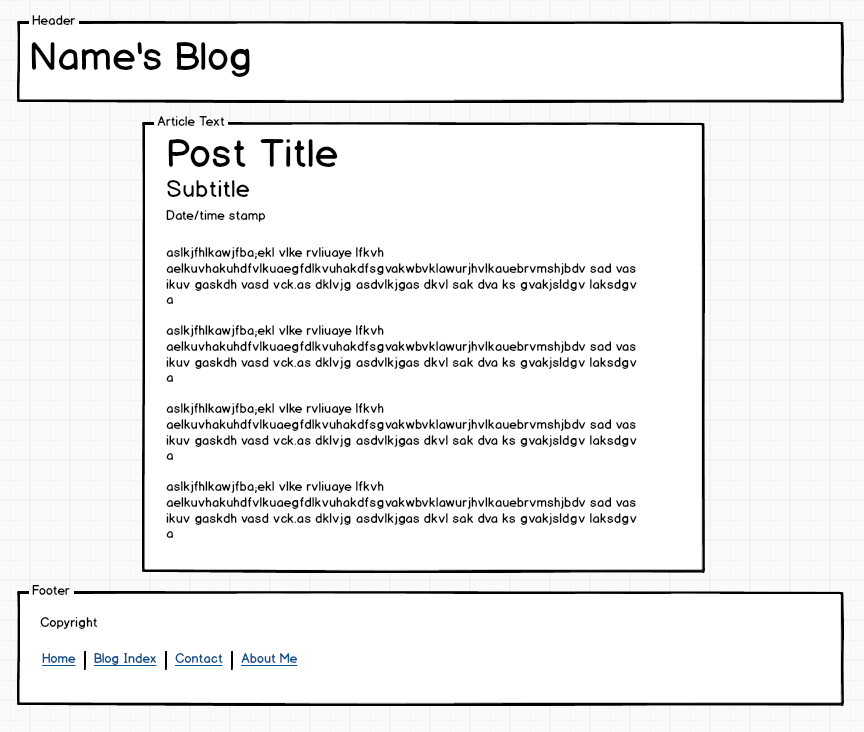 Header
Name's Blog
Article Text
Post Title
Subtitle
Date/time stamp
aslkjfhlkawjfba;ekl vlke rvliuaye lfkvh
aelkuvhakuhdfvlkuaegfdlkvuhakdfsgvakwbvklawurjhvlkauebrvmshjbdv sad vas
ikuv gaskdh vasd vck.as dklvjg asdvlkjgas dkvl sak dva ks gvakjsldgv laksdgv
a
aslkjfhlkawjfba;ekl vlke rvliuaye lfkvh
aelkuvhakuhdfvlkuaegfdlkvuhakdfsgvakwbvklawurjhvlkauebrvmshjbdv sad vas
ikuv gaskdh vasd vck.as dklvjg asdvlkjgas dkvl sak dva ks gvakjsldgv laksdgv
a
aslkjfhlkawjfba;ekl vlke rvliuaye lfkvh
aelkuvhakuhdfvlkuaegfdlkvuhakdfsgvakwbvklawurjhvlkauebrvmshjbdv sad vas
ikuv gaskdh vasd vck.as dklvjg asdvlkjgas dkvl sak dva ks gvakjsldgv laksdgv
a
aslkjfhlkawjfba;ekl vlke rvliuaye lfkvh
aelkuvhakuhdfvlkuaegfdlkvuhakdfsgvakwbvklawurjhvlkauebrvmshjbdv sad vas
ikuv gaskdh vasd vck.as dklvjg asdvlkjgas dkvl sak dva ks gvakjsldgv laksdgv
a
Footer
Copyright
Home | Blog Index | Contact | About Me